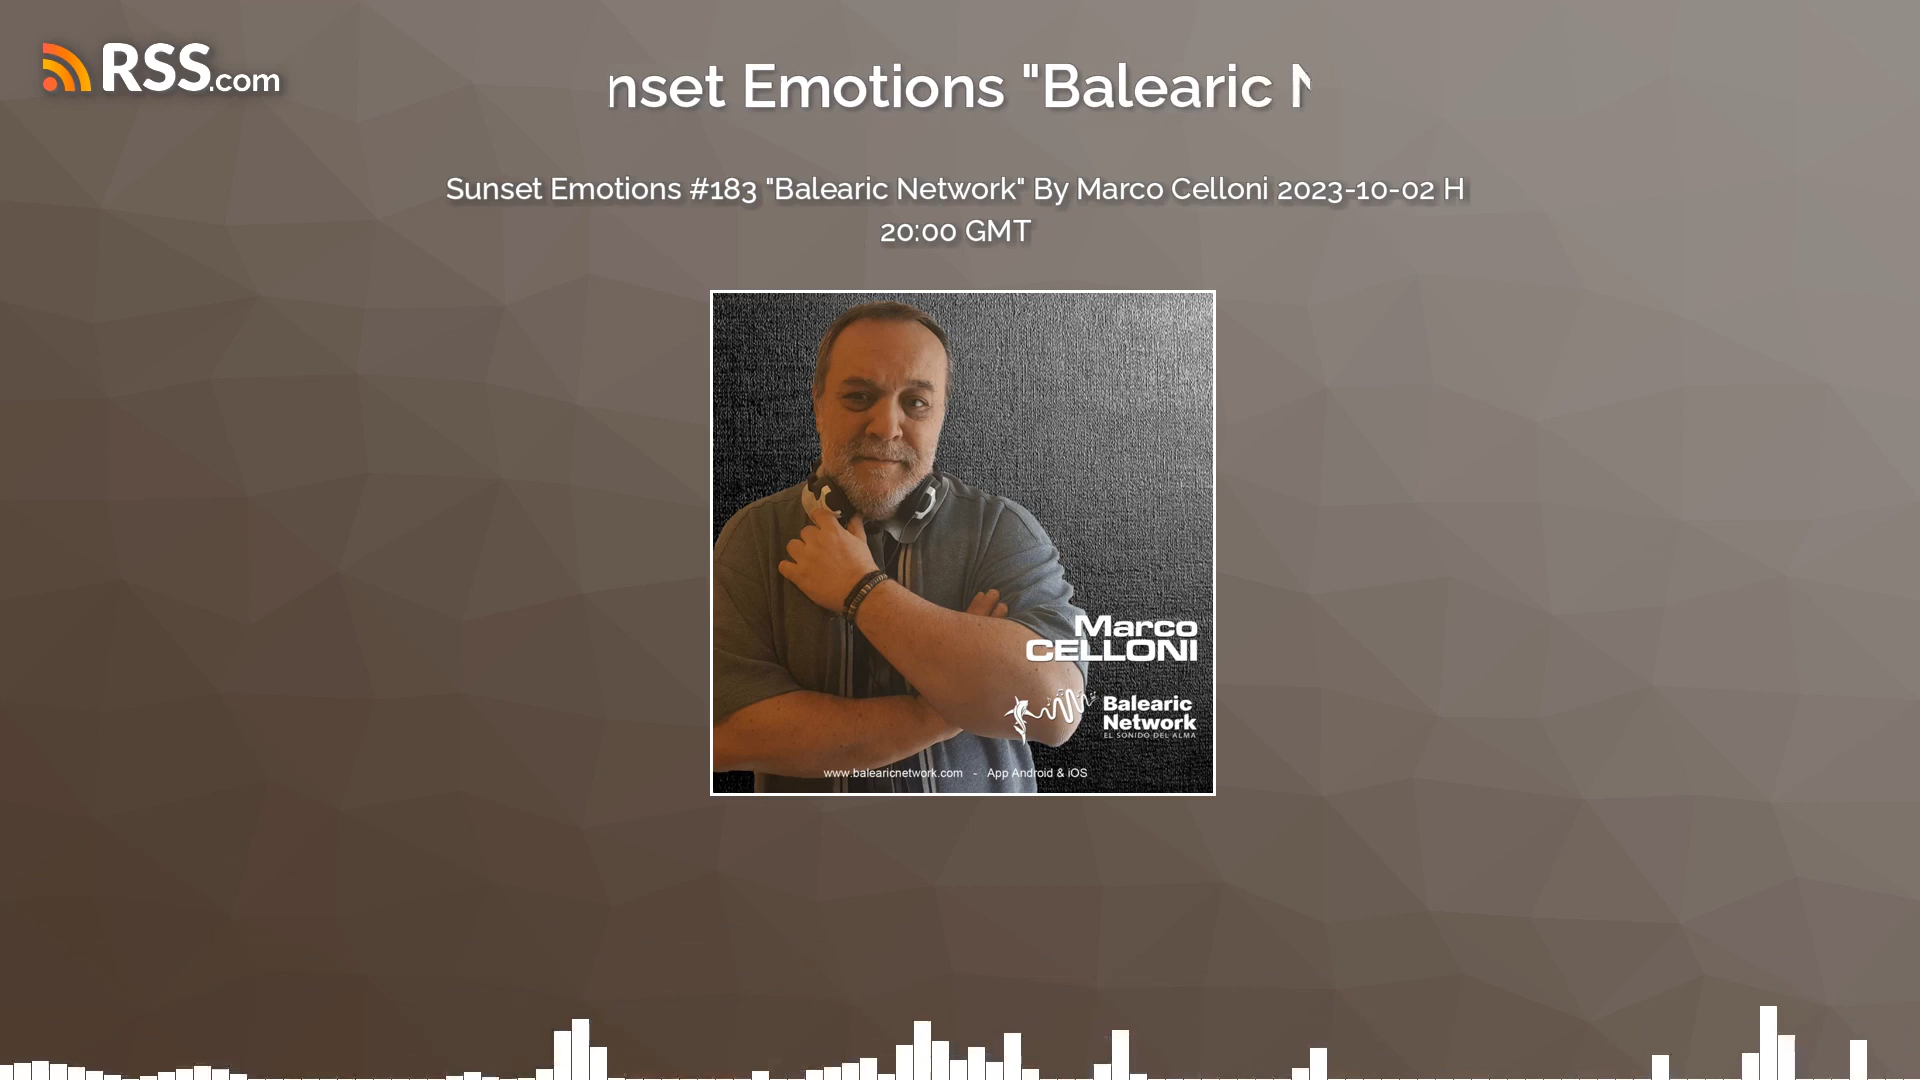 RSS.com
nset Emotions "Balearic
Sunset Emotions #183 "Balearic Network" By Marco Celloni 2023-10-02 H
20:00 GMT
Marco
CELLONI
Balearic
Network
EL SONIDO DEL ALMA
www.balearicnetwork.com - App Android & iOS